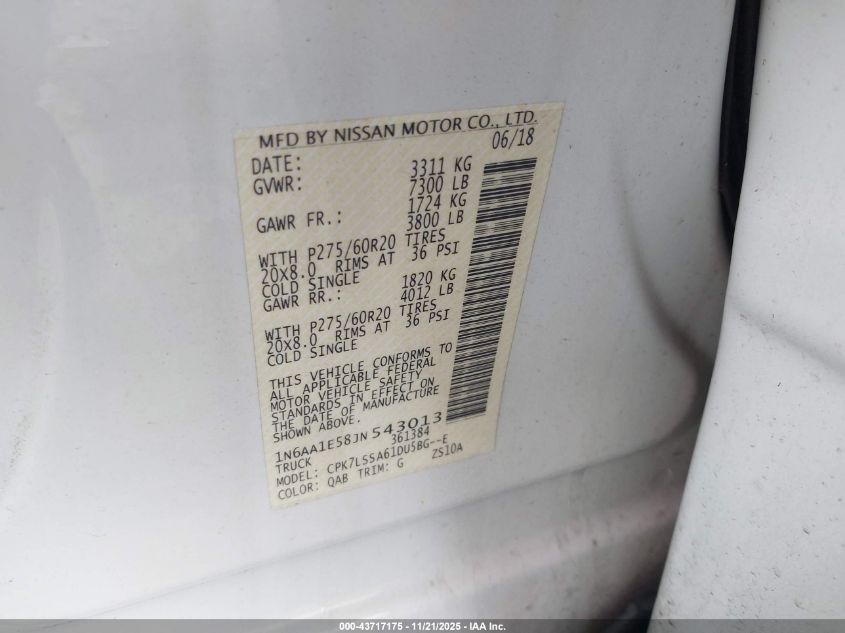 MFD BY NISSAN MOTOR CO., LTD.
DATE: 06/18
GVWR: 3311 KG
7300 LB
GAWR FR.: 1724 KG
3800 LB
WITH P275/60R20 TIRES
20X8.0 RIMS AT 36 PSI
COLD SINGLE
GAWR RR.: 1820 KG
4012 LB
WITH P275/60R20 TIRES
20X8.0 RIMS AT 36 PSI
COLD SINGLE
THIS VEHICLE CONFORMS TO
ALL APPLICABLE FEDERAL
MOTOR VEHICLE SAFETY
STANDARDS IN EFFECT ON
THE DATE OF MANUFACTURE
SHOWN ABOVE.
1N6AA1E58JN543013
TRUCK 361384
MODEL: CPK7LSSA61DU5BG--E
COLOR: QAB TRIM: G ZS10A
000-43717175 - 11/21/2025 - IAA Inc.